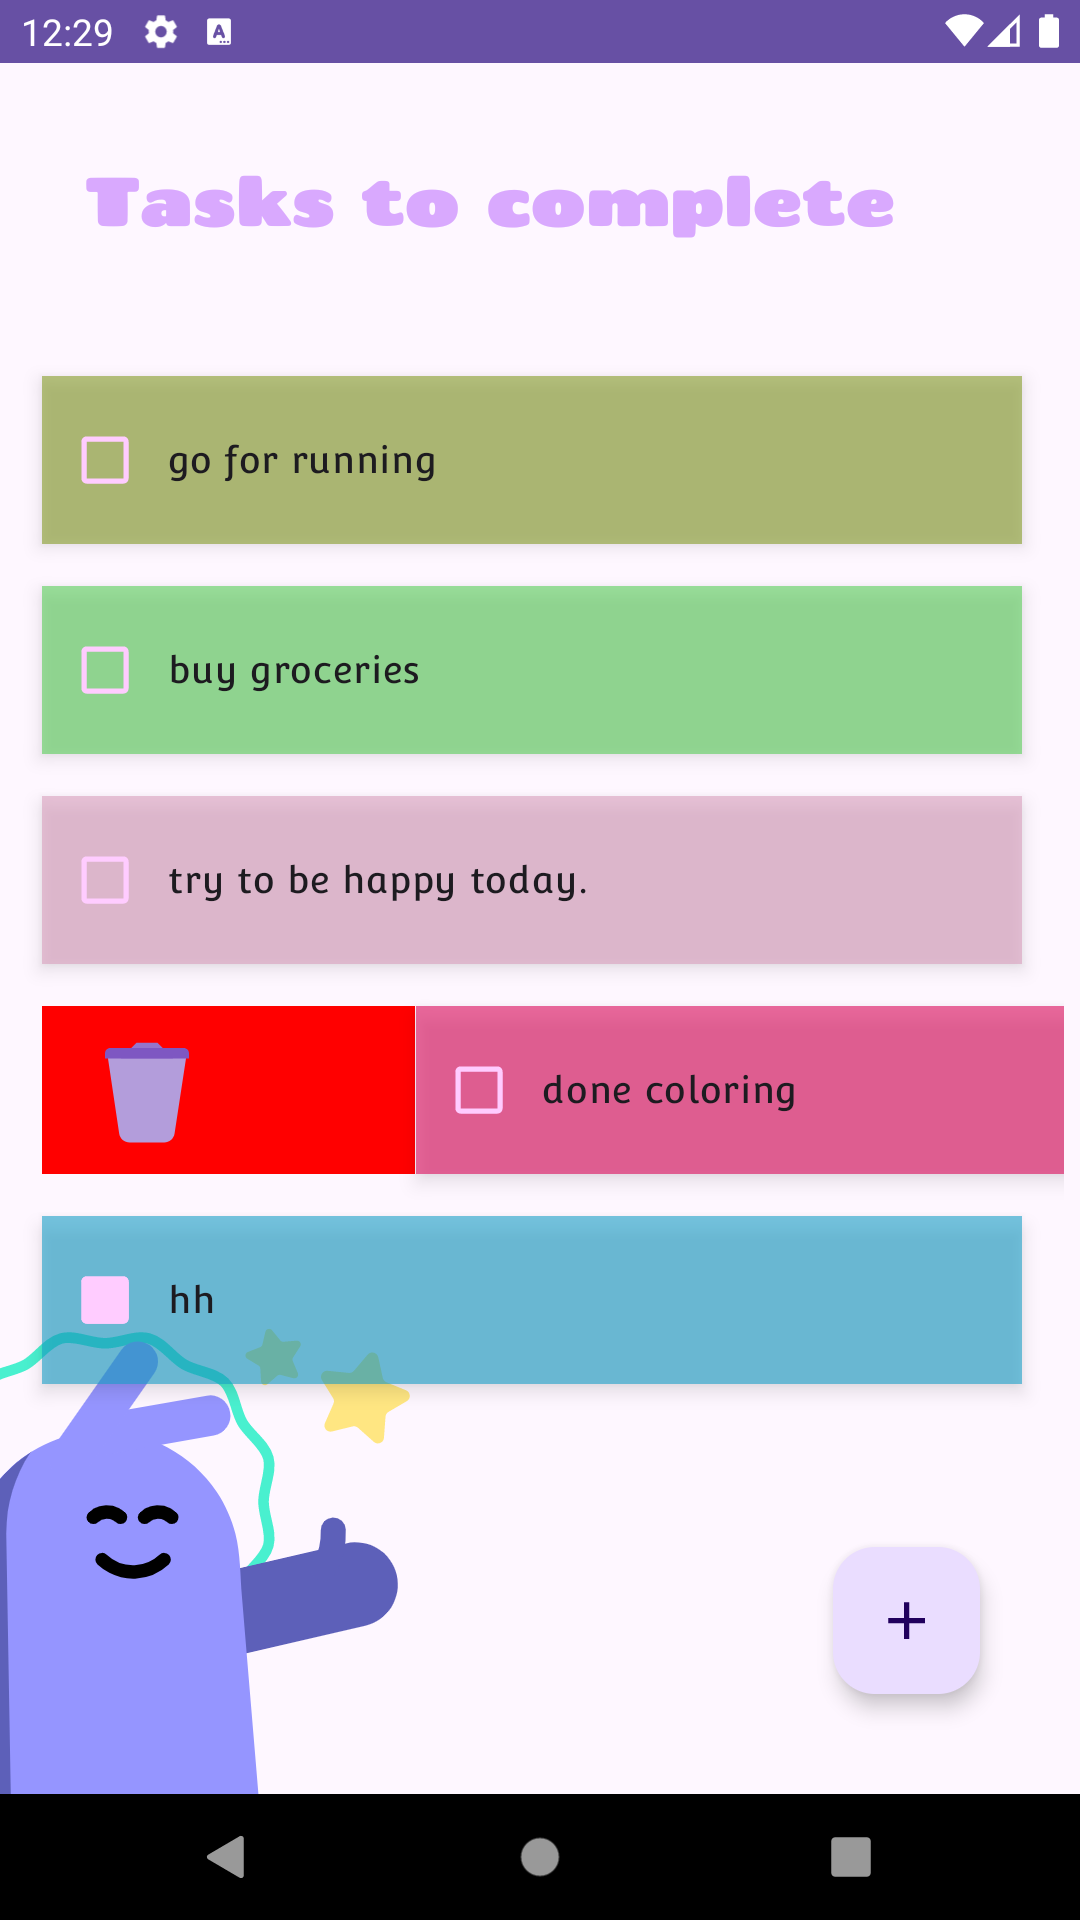 12:29
Tasks to complete
go for running
buy groceries
try to be happy today.
done coloring
hh